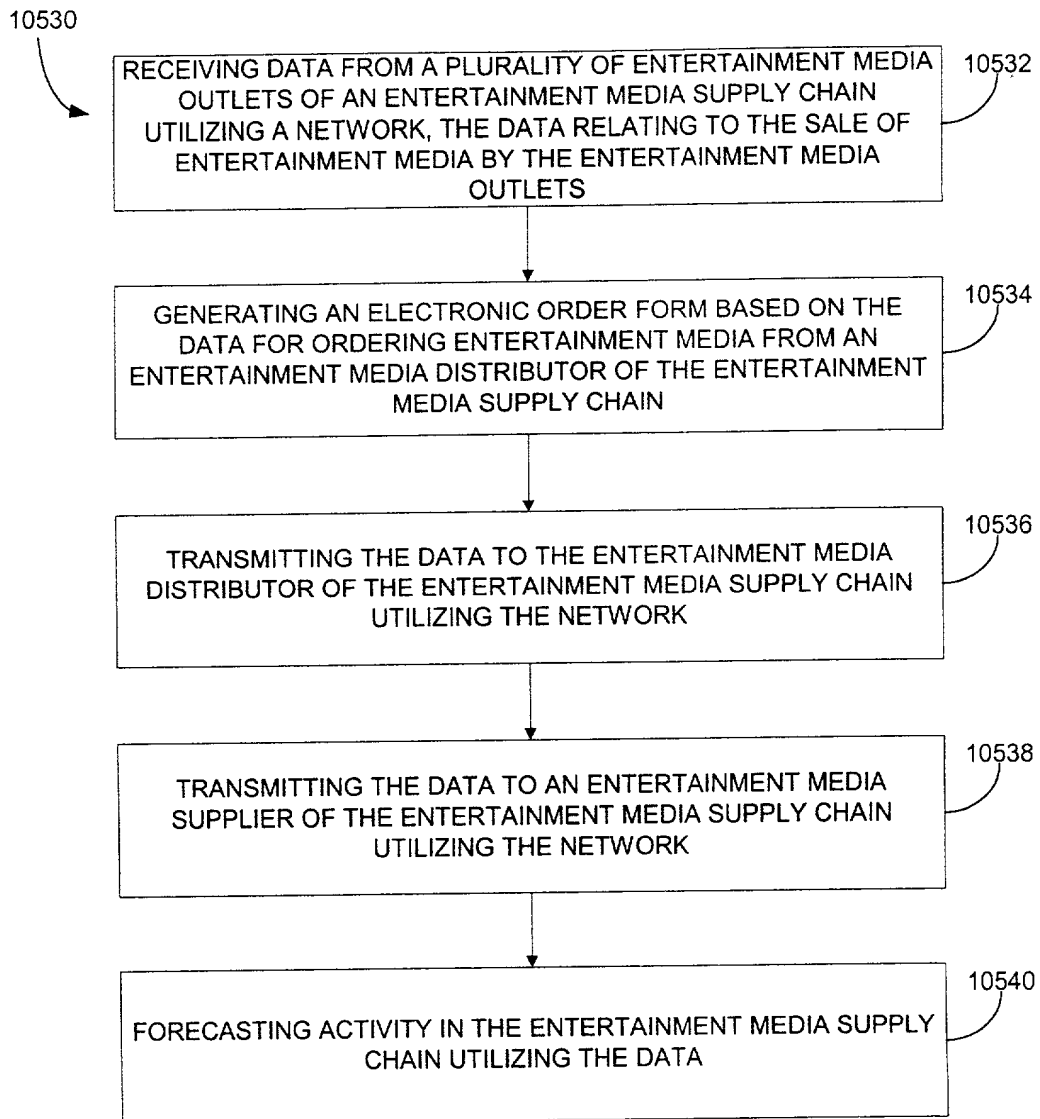 10530
RECEIVING DATA FROM A PLURALITY OF ENTERTAINMENT MEDIA
OUTLETS OF AN ENTERTAINMENT MEDIA SUPPLY CHAIN
UTILIZING A NETWORK, THE DATA RELATING TO THE SALE OF
ENTERTAINMENT MEDIA BY THE ENTERTAINMENT MEDIA
OUTLETS
10532
GENERATING AN ELECTRONIC ORDER FORM BASED ON THE
DATA FOR ORDERING ENTERTAINMENT MEDIA FROM AN
ENTERTAINMENT MEDIA DISTRIBUTOR OF THE ENTERTAINMENT
MEDIA SUPPLY CHAIN
10534
TRANSMITTING THE DATA TO THE ENTERTAINMENT MEDIA
DISTRIBUTOR OF THE ENTERTAINMENT MEDIA SUPPLY CHAIN
UTILIZING THE NETWORK
10536
TRANSMITTING THE DATA TO AN ENTERTAINMENT MEDIA
SUPPLIER OF THE ENTERTAINMENT MEDIA SUPPLY CHAIN
UTILIZING THE NETWORK
10538
FORECASTING ACTIVITY IN THE ENTERTAINMENT MEDIA SUPPLY
CHAIN UTILIZING THE DATA
10540